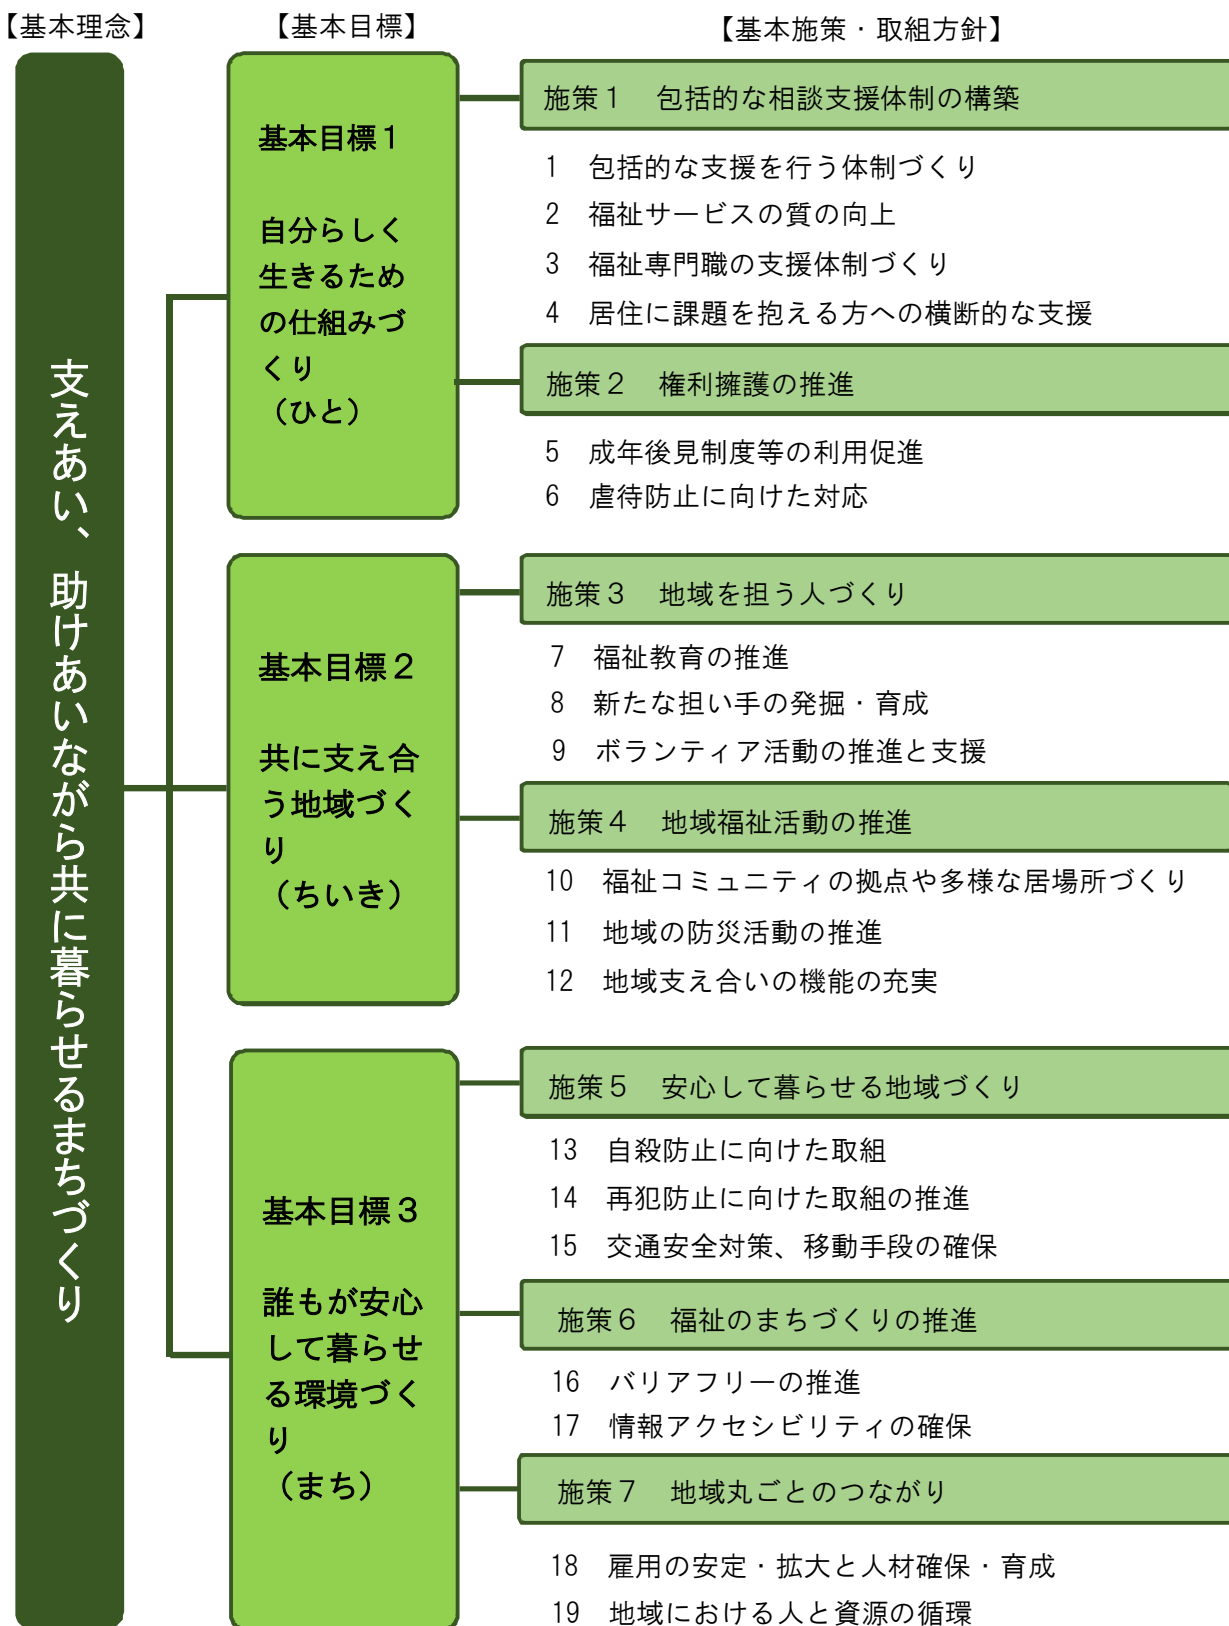 【基本理念】
【基本目標】
【基本施策・取組方針】
支えあい、助けあいながら共に暮らせるまちづくり
基本目標１
自分らしく
生きるため
の仕組みづ
くり
（ひと）
施策１　包括的な相談支援体制の構築
1　包括的な支援を行う体制づくり
2　福祉サービスの質の向上
3　福祉専門職の支援体制づくり
4　居住に課題を抱える方への横断的な支援
施策２　権利擁護の推進
5　成年後見制度等の利用促進
6　虐待防止に向けた対応
基本目標２
共に支え合
う地域づく
り
（ちいき）
施策３　地域を担う人づくり
7　福祉教育の推進
8　新たな担い手の発掘・育成
9　ボランティア活動の推進と支援
施策４　地域福祉活動の推進
10　福祉コミュニティの拠点や多様な居場所づくり
11　地域の防災活動の推進
12　地域支え合いの機能の充実
基本目標３
誰もが安心
して暮らせ
る環境づく
り
（まち）
施策５　安心して暮らせる地域づくり
13　自殺防止に向けた取組
14　再犯防止に向けた取組の推進
15　交通安全対策、移動手段の確保
施策６　福祉のまちづくりの推進
16　バリアフリーの推進
17　情報アクセシビリティの確保
施策７　地域丸ごとのつながり
18　雇用の安定・拡大と人材確保・育成
19　地域における人と資源の循環